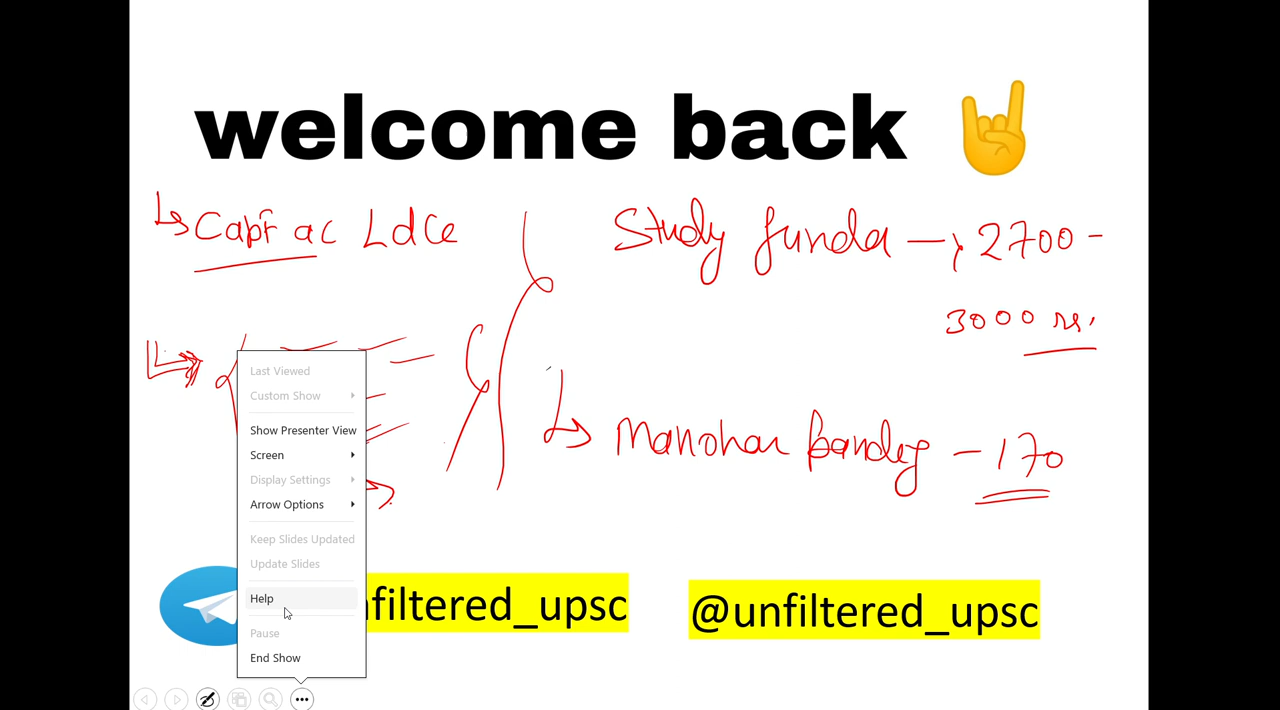 welcome back 🤘
Capf ac Ldce
Study funda → 2700 -
3000 rs.
Manohar Pandey - 170
Last Viewed
Custom Show
Show Presenter View
Screen
Display Settings
Arrow Options
Keep Slides Updated
Update Slides
Help
Pause
End Show
nfiltered_upsc
@unfiltered_upsc